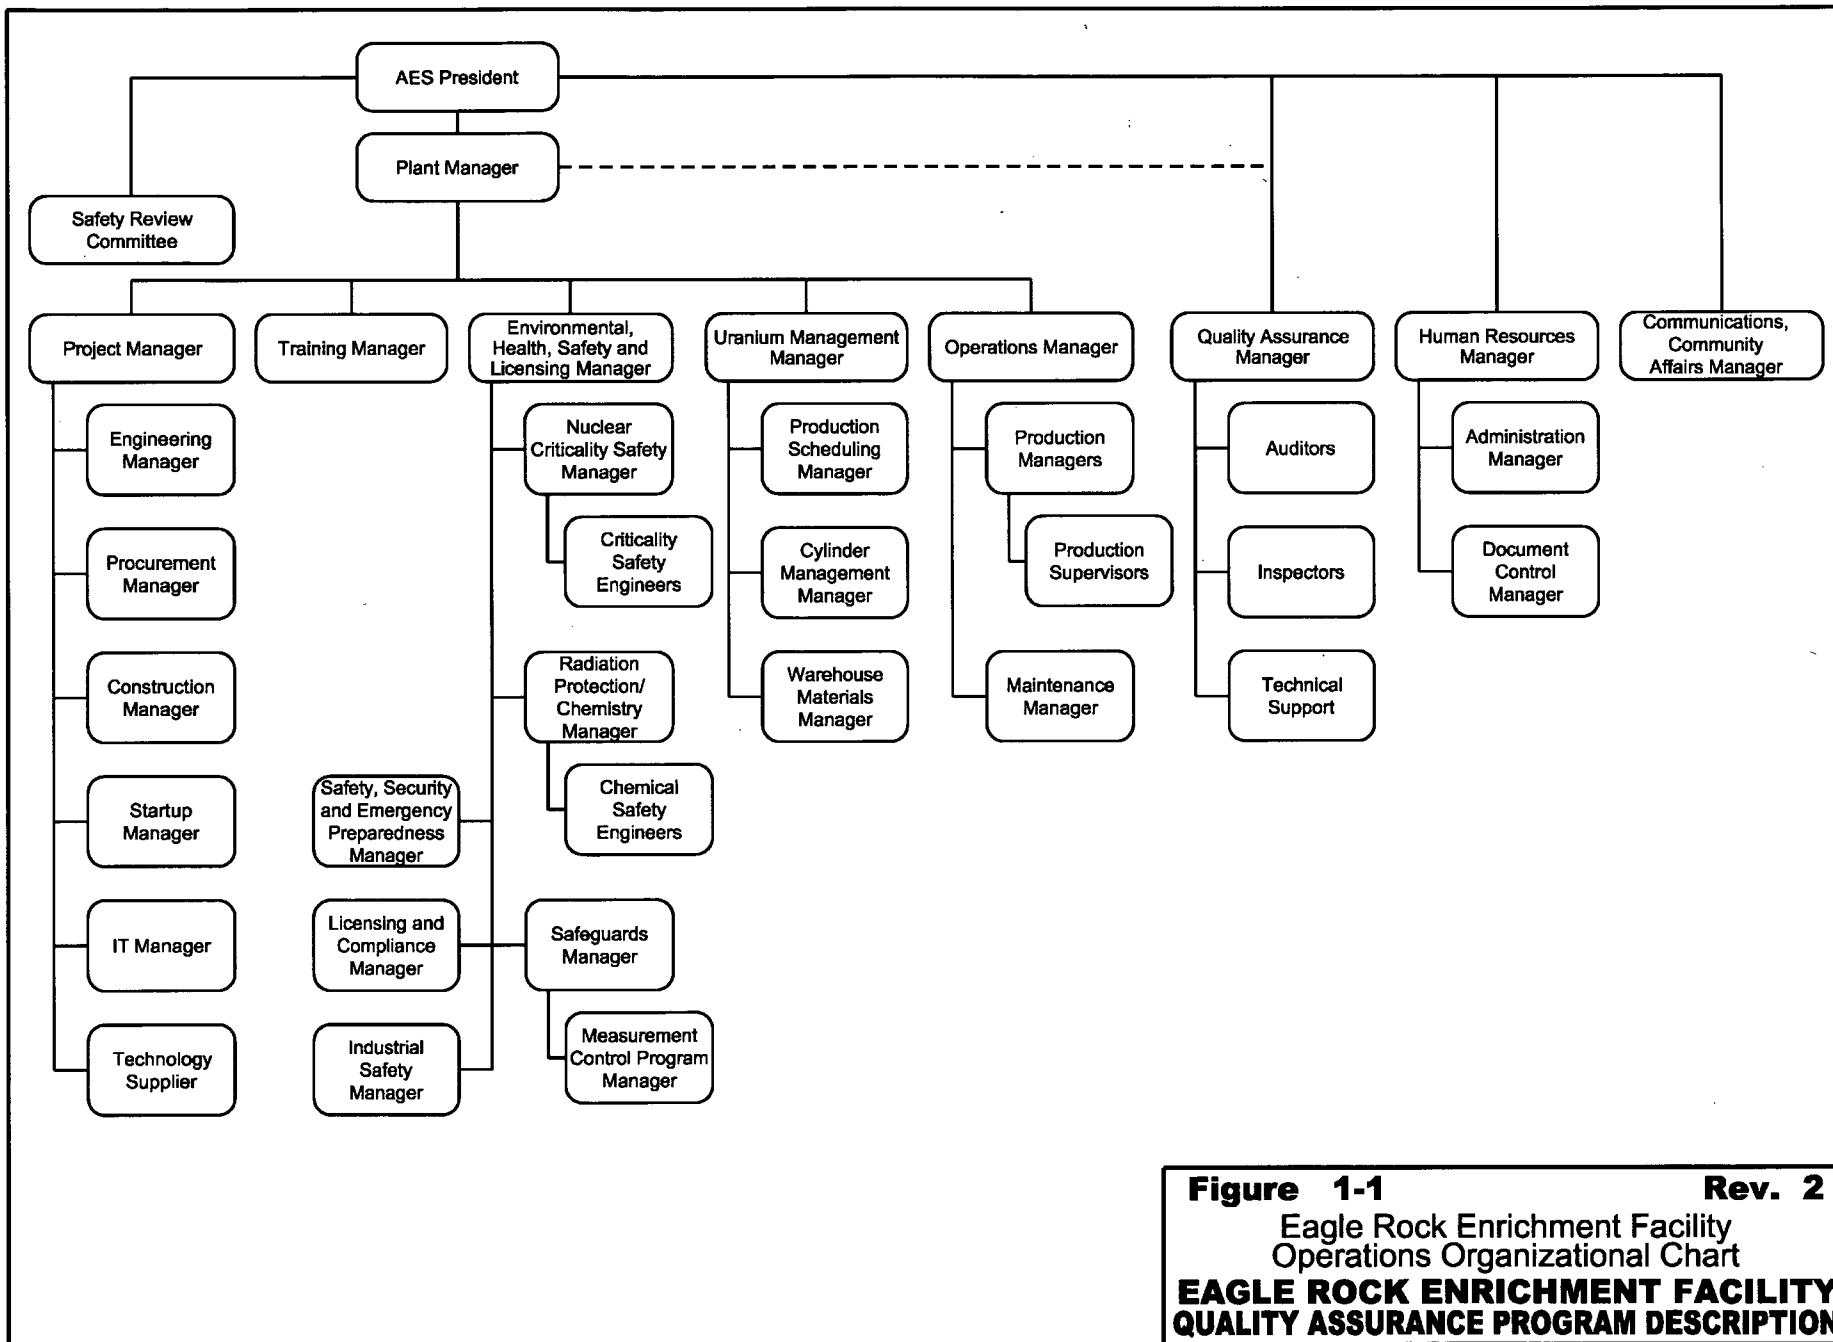 AES President
Plant Manager
Safety Review
Committee
Project Manager
Training Manager
Environmental,
Health, Safety and
Licensing Manager
Uranium Management
Manager
Operations Manager
Quality Assurance
Manager
Human Resources
Manager
Communications,
Community
Affairs Manager
Engineering
Manager
Procurement
Manager
Construction
Manager
Startup
Manager
IT Manager
Technology
Supplier
Nuclear
Criticality Safety
Manager
Criticality
Safety
Engineers
Radiation
Protection/
Chemistry
Manager
Chemical
Safety
Engineers
Safety, Security
and Emergency
Preparedness
Manager
Licensing and
Compliance
Manager
Safeguards
Manager
Industrial
Safety
Manager
Measurement
Control Program
Manager
Production
Scheduling
Manager
Cylinder
Management
Manager
Warehouse
Materials
Manager
Production
Managers
Production
Supervisors
Maintenance
Manager
Auditors
Inspectors
Technical
Support
Administration
Manager
Document
Control
Manager
Figure 1-1 Rev. 2
Eagle Rock Enrichment Facility
Operations Organizational Chart
EAGLE ROCK ENRICHMENT FACILITY
QUALITY ASSURANCE PROGRAM DESCRIPTION